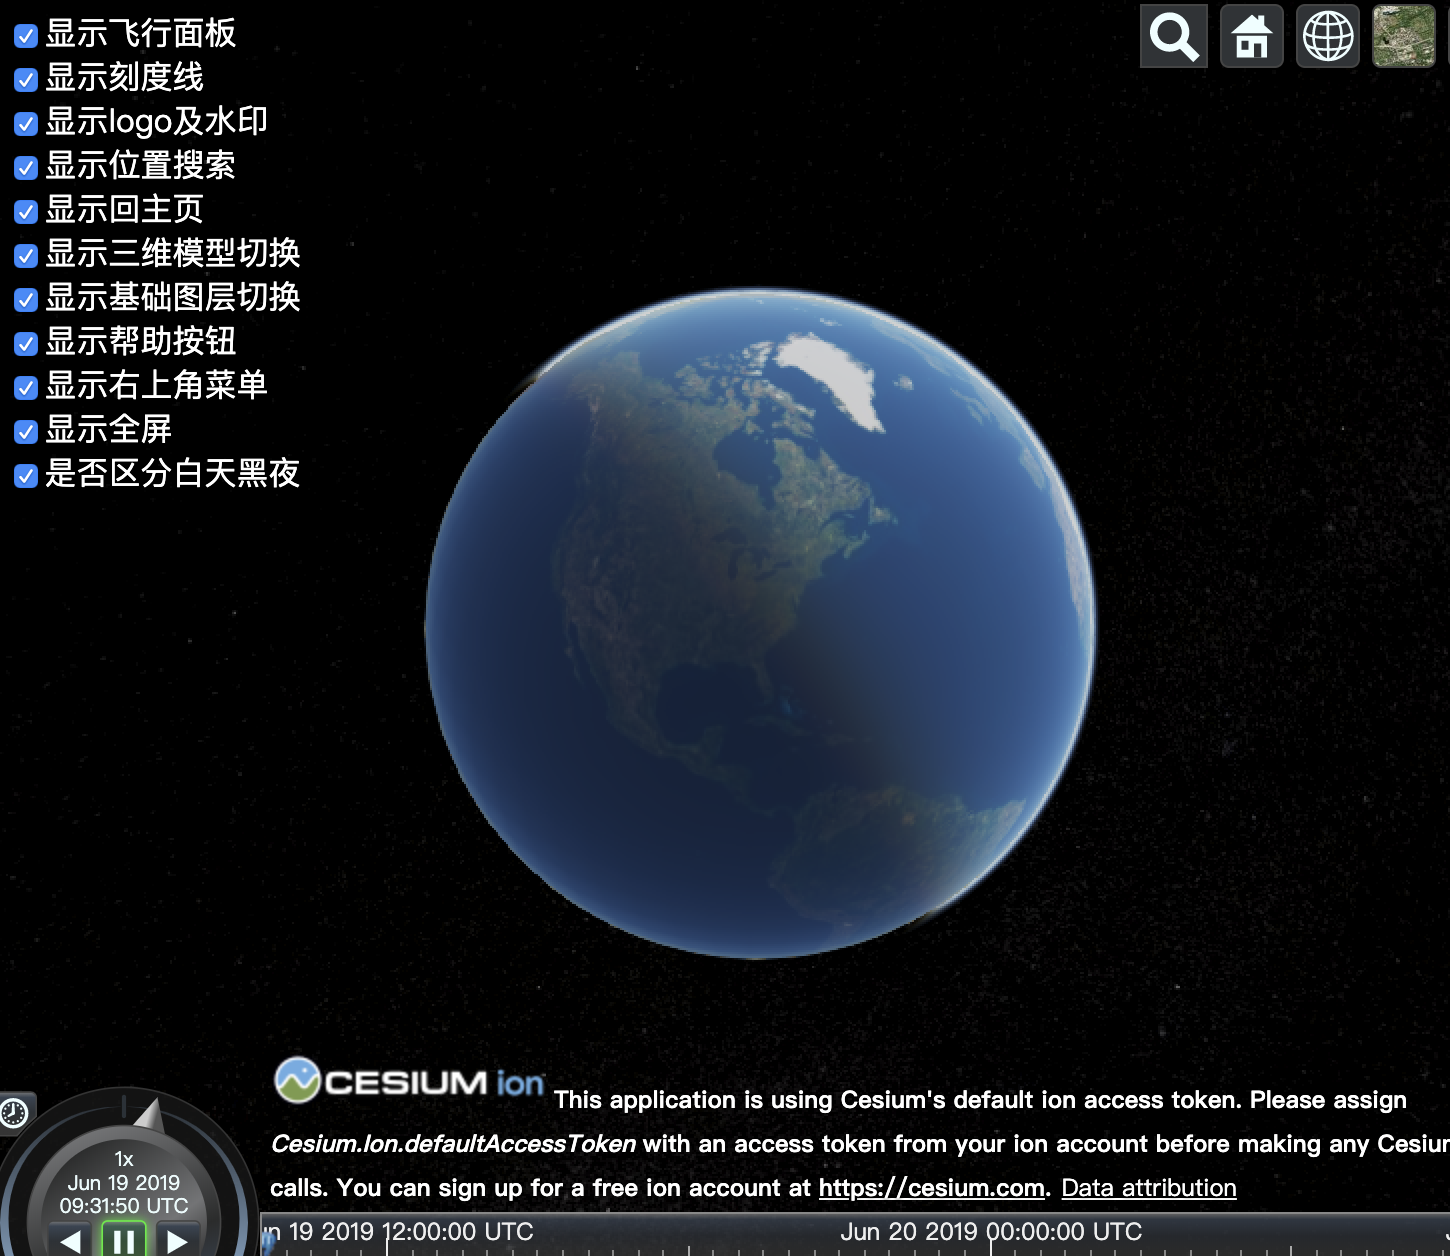 显示飞行面板
显示刻度线
显示logo及水印
显示位置搜索
显示回主页
显示三维模型切换
显示基础图层切换
显示帮助按钮
显示右上角菜单
显示全屏
是否区分白天黑夜
CESIUM ion
This application is using Cesium's default ion access token. Please assign
Cesium.Ion.defaultAccessToken with an access token from your ion account before making any Cesium
calls. You can sign up for a free ion account at https://cesium.com. Data attribution
1x
Jun 19 2019
09:31:50 UTC
19 2019 12:00:00 UTC
Jun 20 2019 00:00:00 UTC